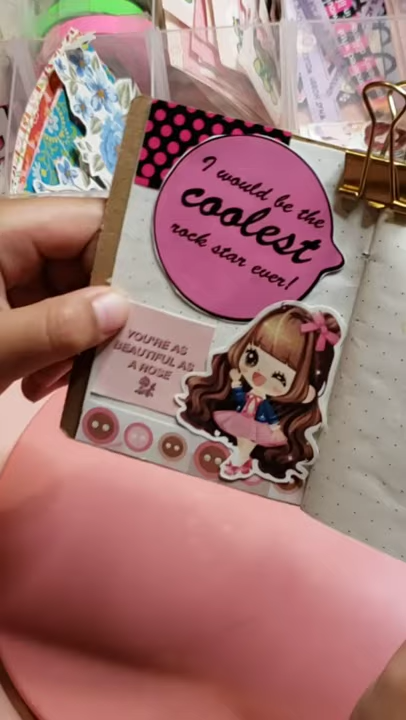 I would be the
coolest
rock star ever!
YOU'RE AS
BEAUTIFUL AS
A ROSE